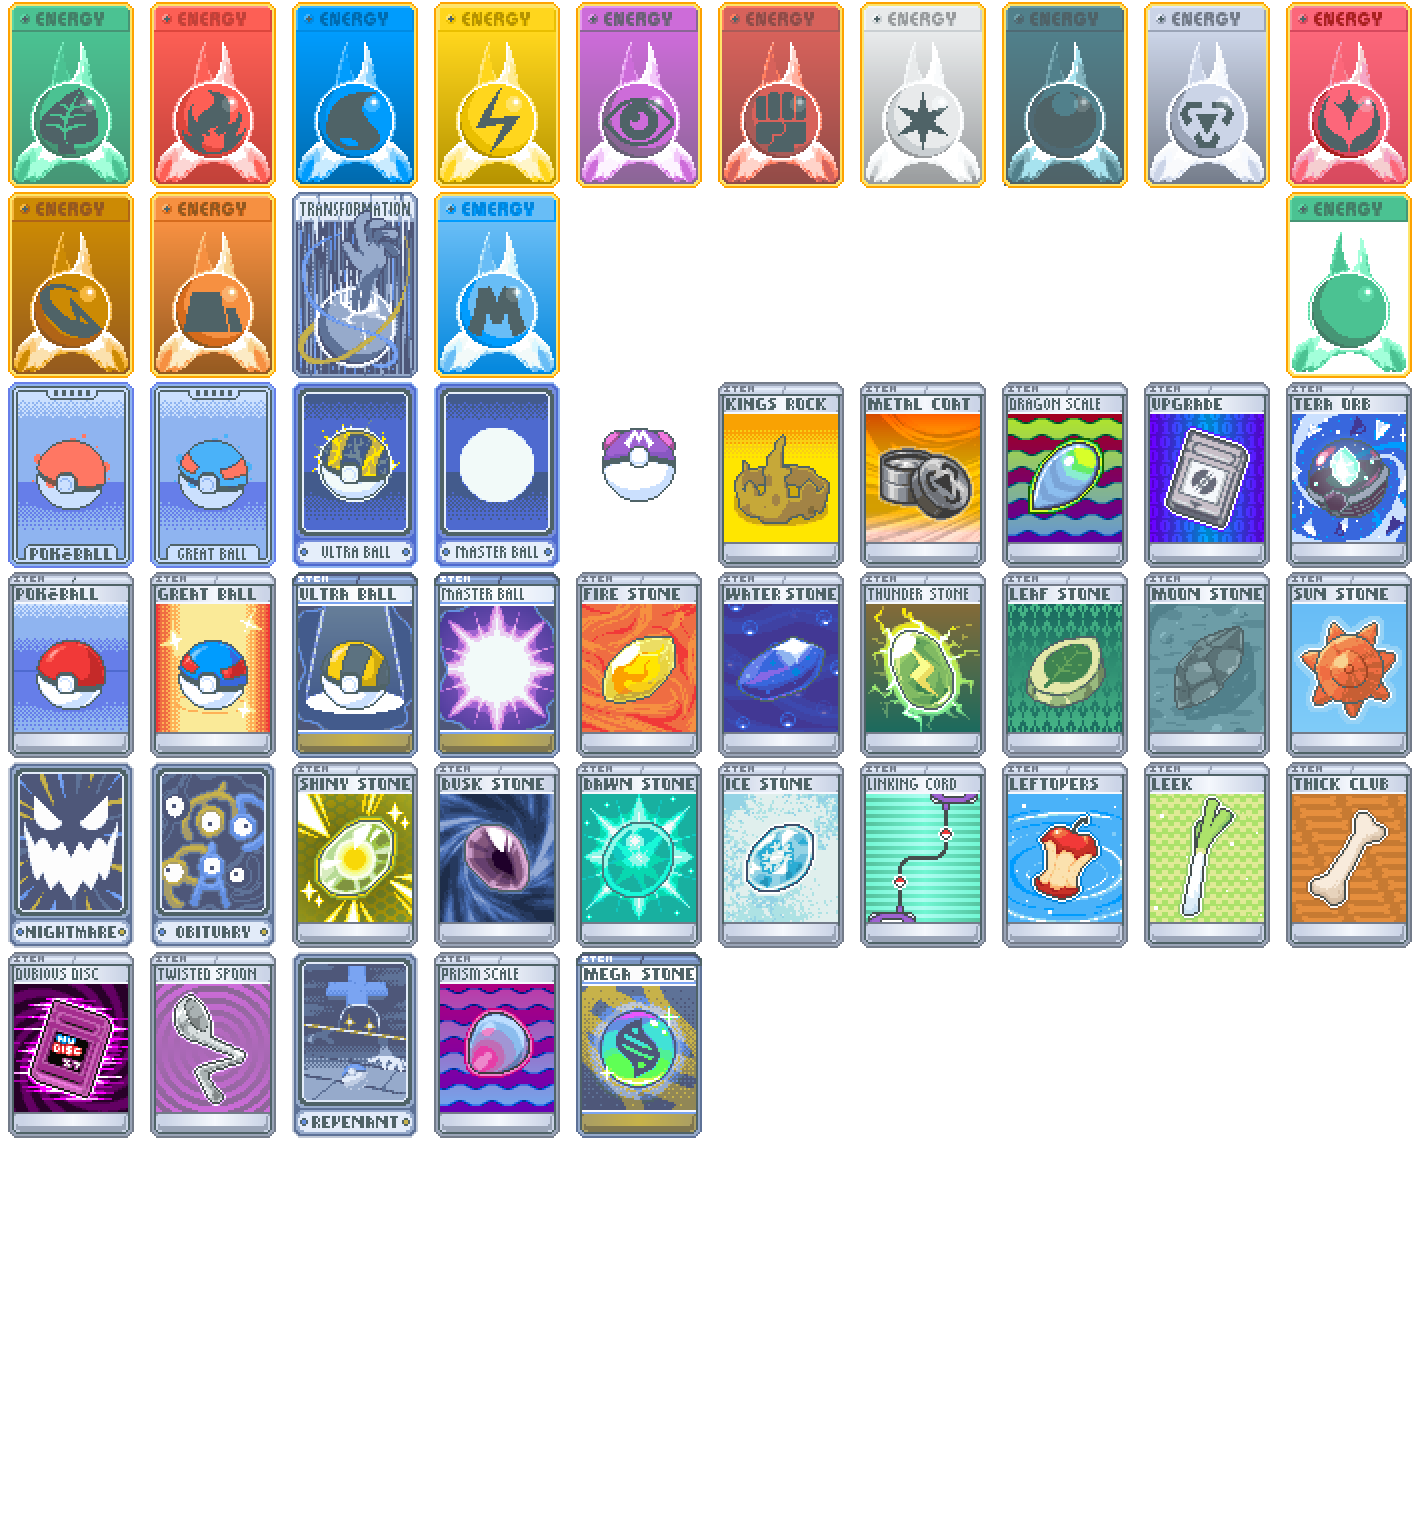 ENERGY
ENERGY
ENERGY
ENERGY
ENERGY
ENERGY
ENERGY
ENERGY
ENERGY
ENERGY
ENERGY
ENERGY
TRANSFORMATION
EMERGY
M
ENERGY
POKéBALL
GREAT BALL
ULTRA BALL
MASTER BALL
M
ITEM
KINGS ROCK
ITEM
METAL COAT
ITEM
DRAGON SCALE
ITEM
UPGRADE
ITEM
TERA ORB
ITEM
POKéBALL
ITEM
GREAT BALL
ITEM
ULTRA BALL
ITEM
MASTER BALL
ITEM
FIRE STONE
ITEM
WATER STONE
ITEM
THUNDER STONE
ITEM
LEAF STONE
ITEM
MOON STONE
ITEM
SUN STONE
NIGHTMARE
OBITUARY
ITEM
SHINY STONE
ITEM
DUSK STONE
ITEM
DAWN STONE
ITEM
ICE STONE
ITEM
LINKING CORD
ITEM
LEFTOVERS
ITEM
LEEK
ITEM
THICK CLUB
ITEM
DUBIOUS DISC
ITEM
TWISTED SPOON
REVENANT
ITEM
PRISM SCALE
ITEM
MEGA STONE